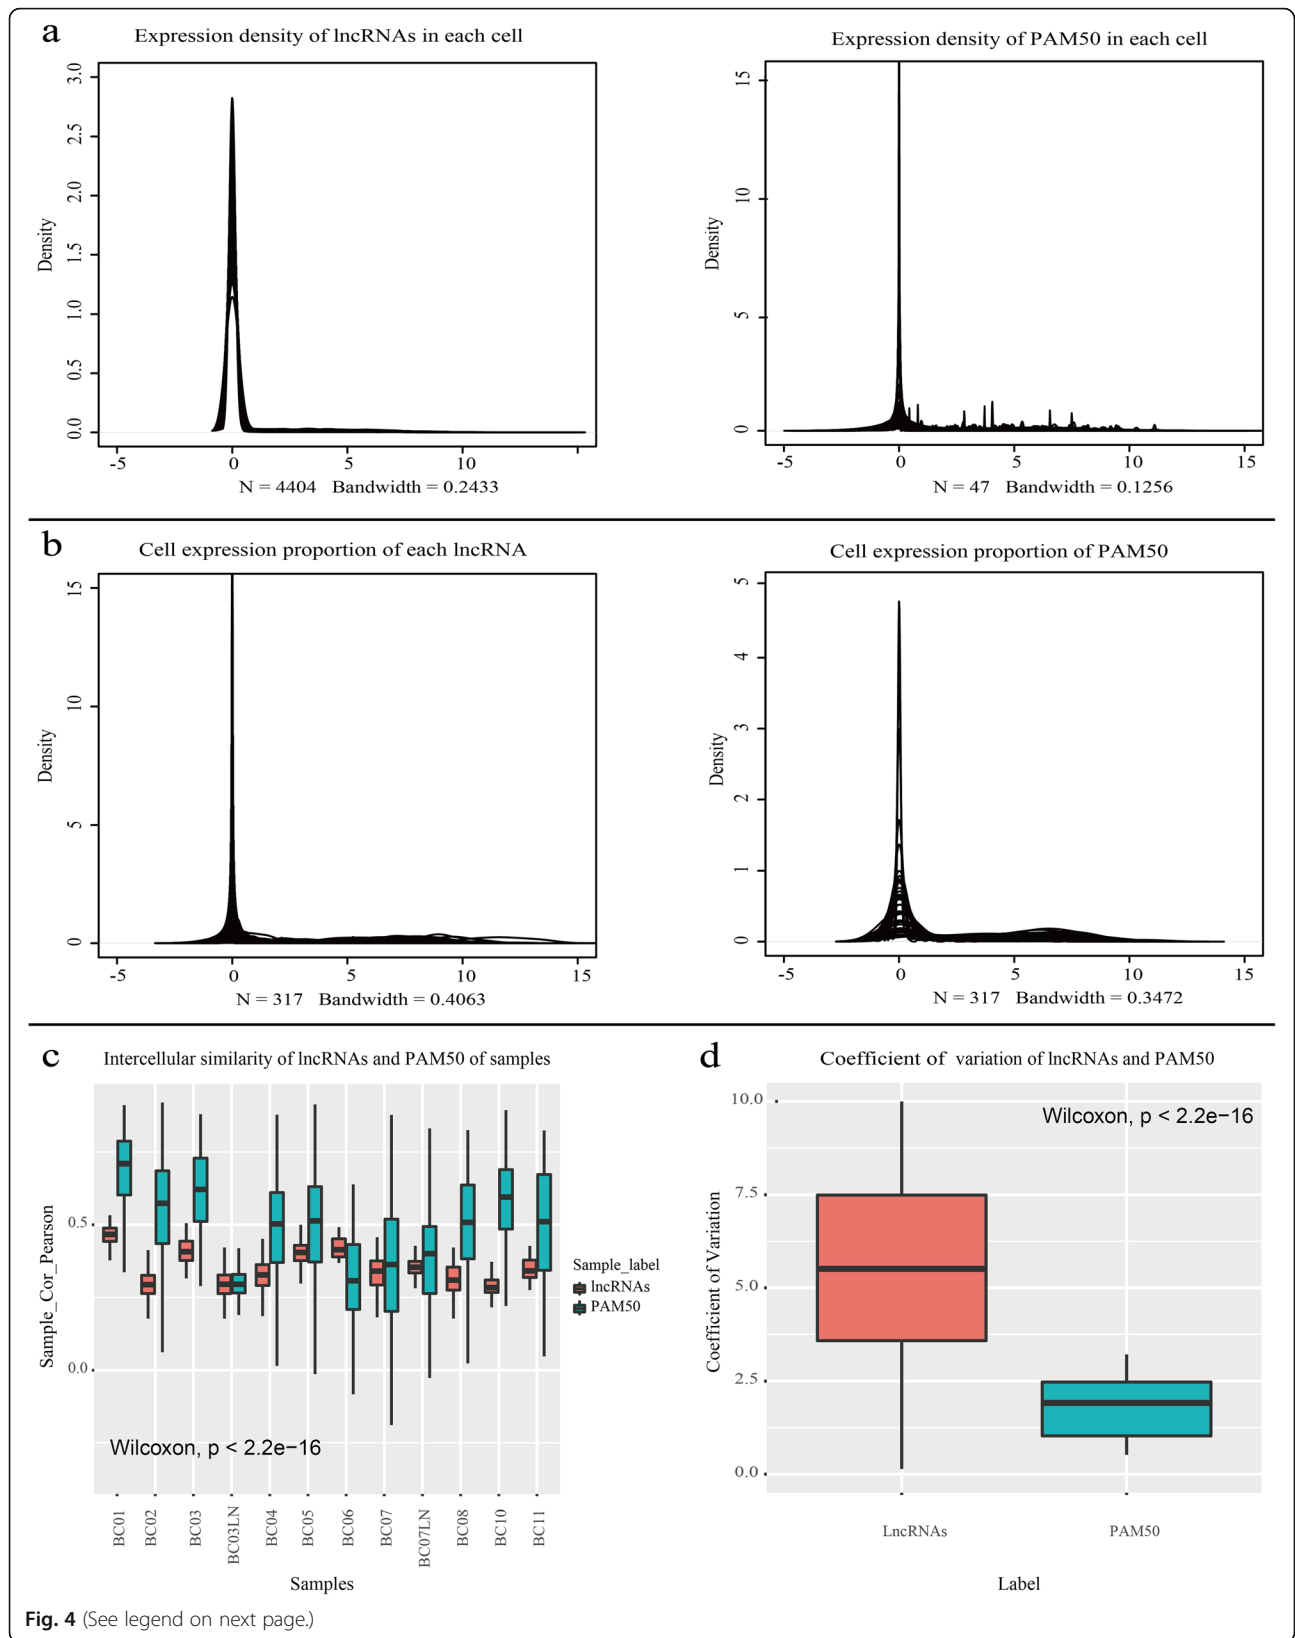 a
Expression density of lncRNAs in each cell
Density
3.0
2.5
2.0
1.5
1.0
0.5
0.0
-5 0 5 10
N = 4404 Bandwidth = 0.2433
Expression density of PAM50 in each cell
Density
15
10
5
0
-5 0 5 10 15
N = 47 Bandwidth = 0.1256
b
Cell expression proportion of each lncRNA
Density
15
10
5
0
-5 0 5 10 15
N = 317 Bandwidth = 0.4063
Cell expression proportion of PAM50
Density
5
4
3
2
1
0
-5 0 5 10 15
N = 317 Bandwidth = 0.3472
c
Intercellular similarity of lncRNAs and PAM50 of samples
Sample_Cor_Pearson
0.5
0.0
Wilcoxon, p < 2.2e−16
Sample_label
lncRNAs
PAM50
BC01 BC02 BC03 BC03LN BC04 BC05 BC06 BC07 BC07LN BC08 BC10 BC11
Samples
d
Coefficient of variation of lncRNAs and PAM50
Coefficient of Variation
10.0
7.5
5.0
2.5
0.0
Wilcoxon, p < 2.2e−16
LncRNAs PAM50
Label
Fig. 4 (See legend on next page.)